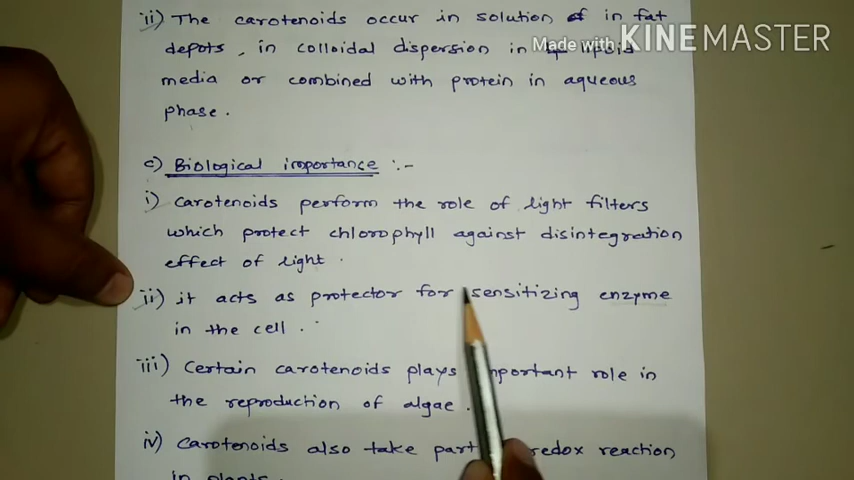 ii) The carotenoids occur in solution of in fat
depots, in colloidal dispersion in lipoid
Made with KINEMASTER
media or combined with protein in aqueous
phase.
c) Biological importance :-
i) Carotenoids perform the role of light filters
which protect chlorophyll against disintegration
effect of light.
ii) it acts as protector for sensitizing enzyme
in the cell.
iii) Certain carotenoids plays important role in
the reproduction of algae.
iv) Carotenoids also take part redox reaction
in plants.